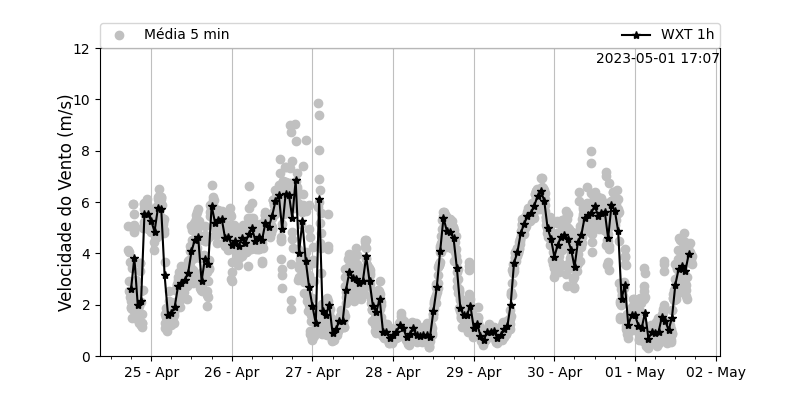 Média 5 min
WXT 1h
2023-05-01 17:07
Velocidade do Vento (m/s)
12
10
8
6
4
2
0
25 - Apr
26 - Apr
27 - Apr
28 - Apr
29 - Apr
30 - Apr
01 - May
02 - May